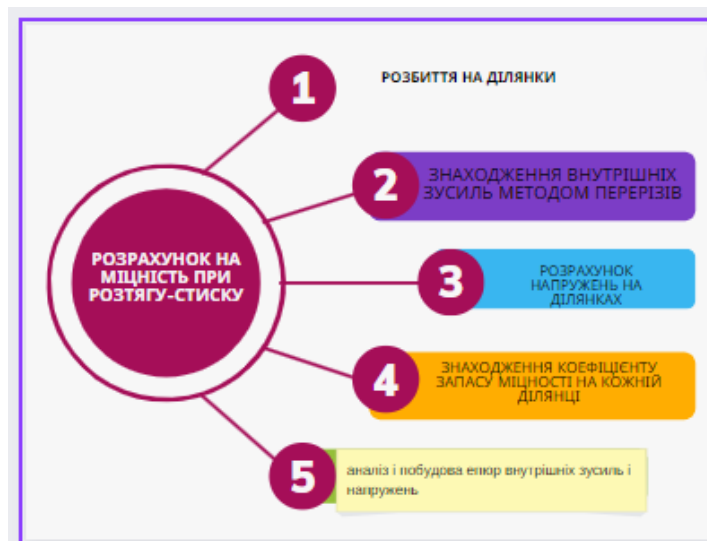 1
РОЗБИТТЯ НА ДІЛЯНКИ
2
ЗНАХОДЖЕННЯ ВНУТРІШНІХ
ЗУСИЛЬ МЕТОДОМ ПЕРЕРІЗІВ
РОЗРАХУНОК НА
МІЦНІСТЬ ПРИ
РОЗТЯГУ-СТИСКУ
3
РОЗРАХУНОК
НАПРУЖЕНЬ НА
ДІЛЯНКАХ
4
ЗНАХОДЖЕННЯ КОЕФІЦІЄНТУ
ЗАПАСУ МІЦНОСТІ НА КОЖНІЙ
ДІЛЯНЦІ
5
аналіз і побудова епюр внутрішніх зусиль і
напружень